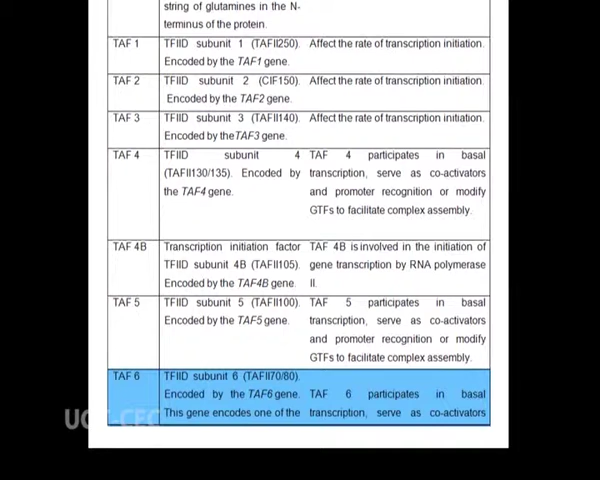 string of glutamines in the N-
terminus of the protein.
TAF 1 TFIID subunit 1 (TAFII250). Affect the rate of transcription initiation.
Encoded by the TAF1 gene.
TAF 2 TFIID subunit 2 (CIF150). Affect the rate of transcription initiation.
Encoded by the TAF2 gene.
TAF 3 TFIID subunit 3 (TAFII140). Affect the rate of transcription initiation.
Encoded by the TAF3 gene.
TAF 4 TFIID subunit 4 TAF 4 participates in basal
(TAFII130/135). Encoded by transcription, serve as co-activators
the TAF4 gene. and promoter recognition or modify
GTFs to facilitate complex assembly.
TAF 4B Transcription initiation factor TAF 4B is involved in the initiation of
TFIID subunit 4B (TAFII105). gene transcription by RNA polymerase
Encoded by the TAF4B gene. II.
TAF 5 TFIID subunit 5 (TAFII100). TAF 5 participates in basal
Encoded by the TAF5 gene. transcription, serve as co-activators
and promoter recognition or modify
GTFs to facilitate complex assembly.
TAF 6 TFIID subunit 6 (TAFII70/80).
Encoded by the TAF6 gene. TAF 6 participates in basal
This gene encodes one of the transcription, serve as co-activators